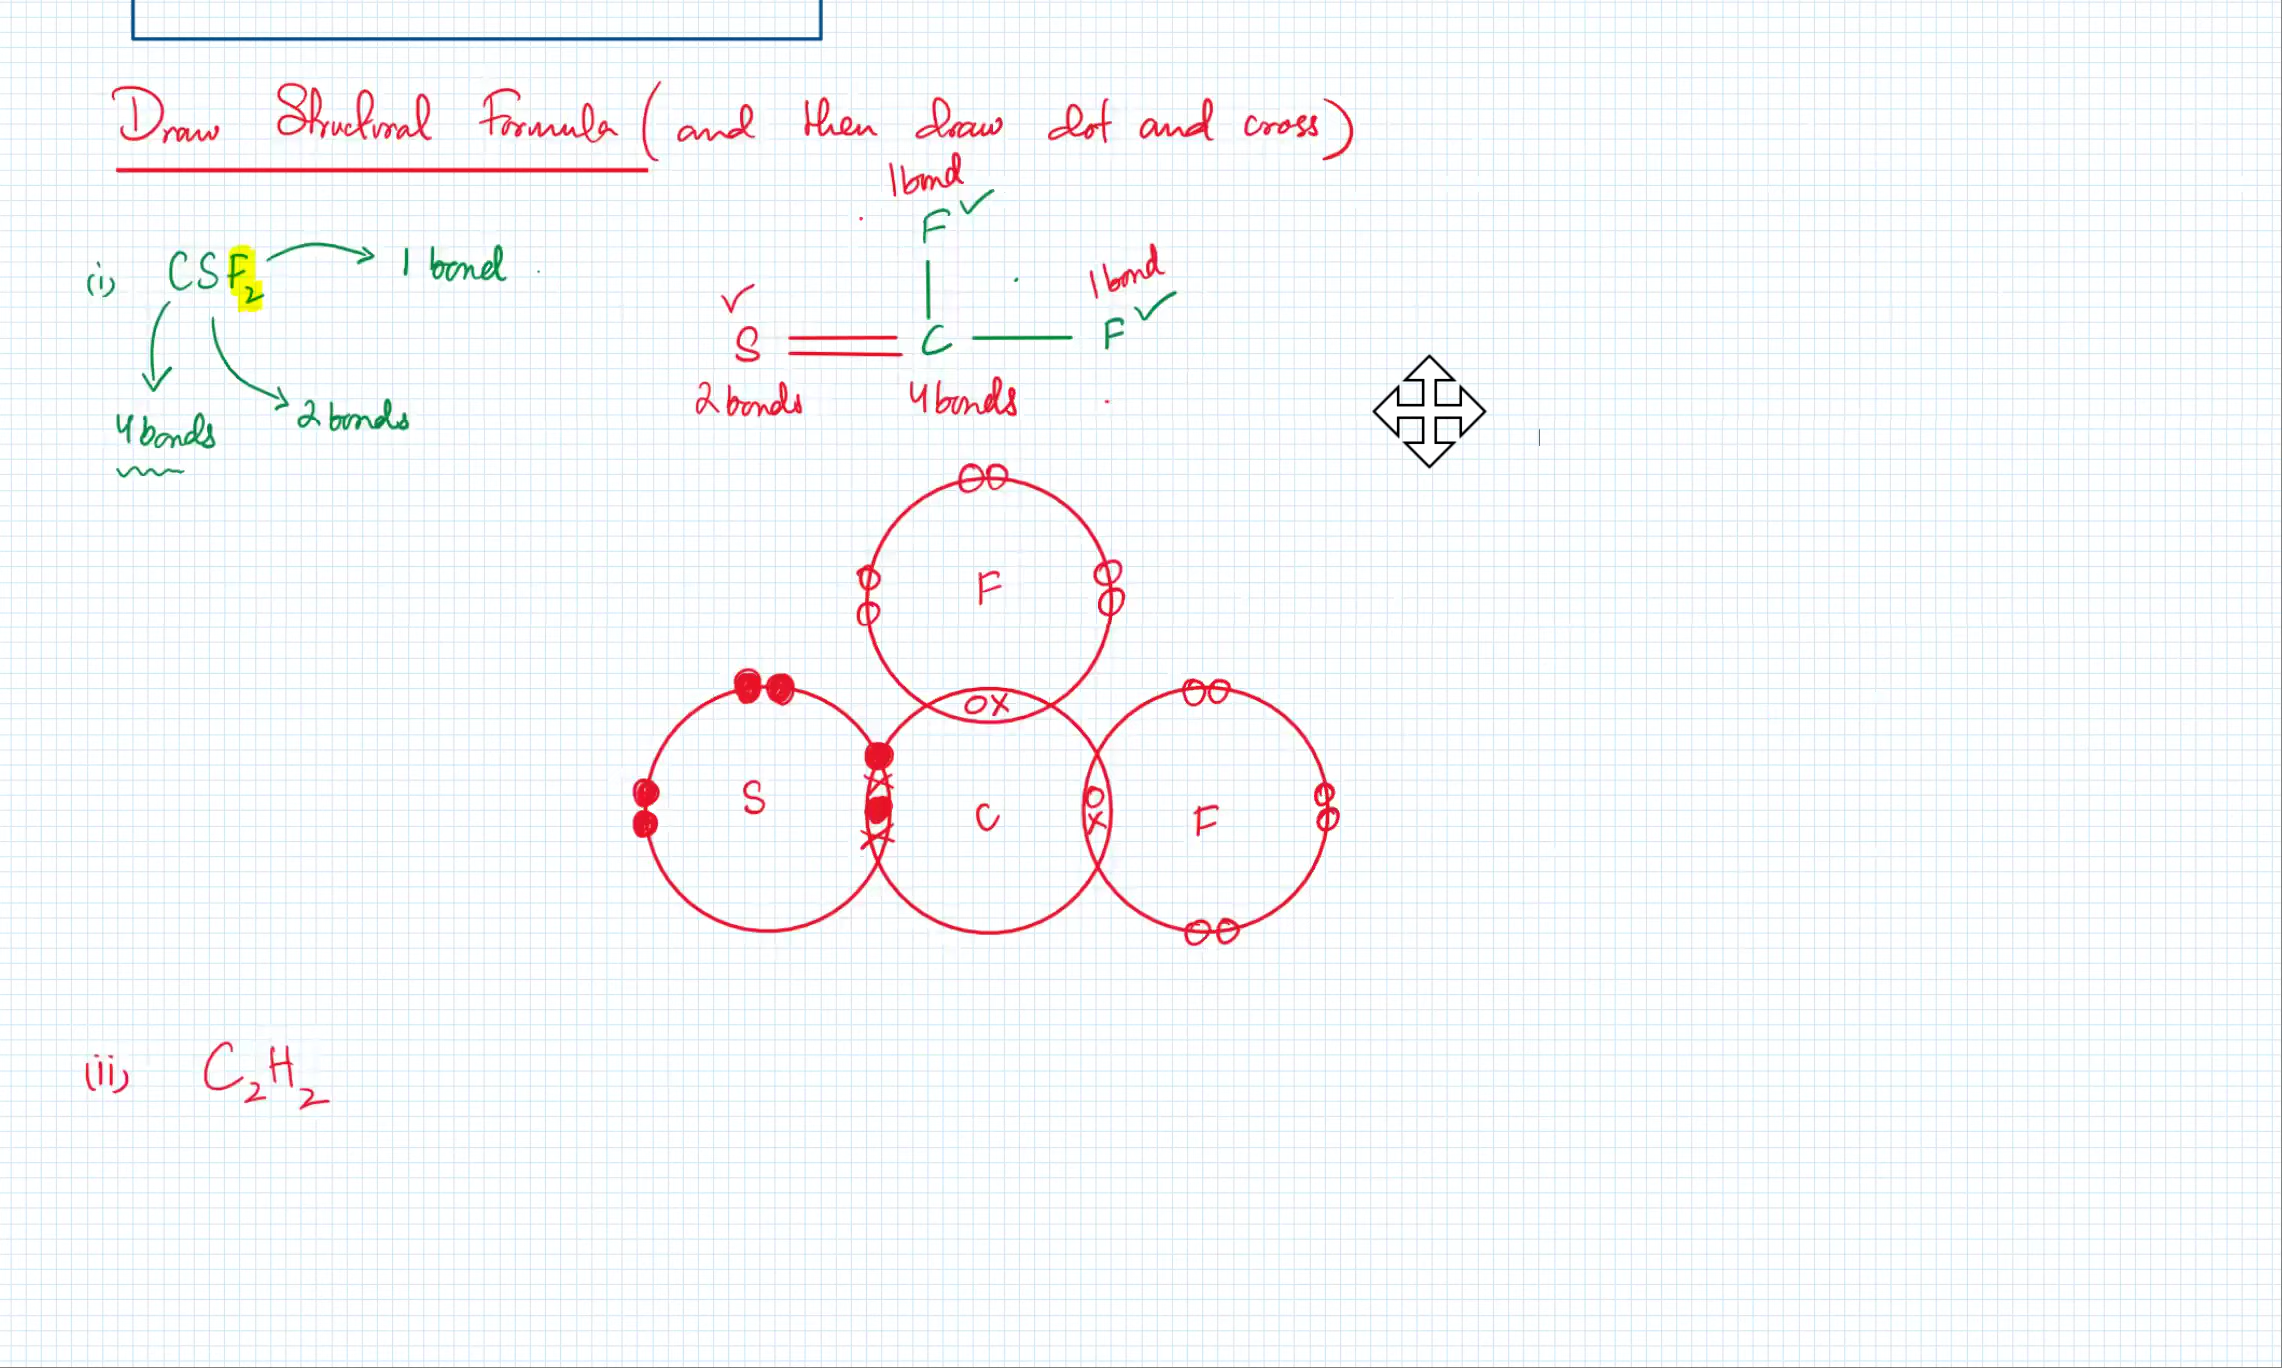 Draw Structural Formula (and then draw dot and cross)
(i) CSF2 1 bond
4 bonds 2 bonds
1 bond
F
1 bond
S C F
2 bonds 4 bonds
F
OX
S C O X F
(ii) C2H2